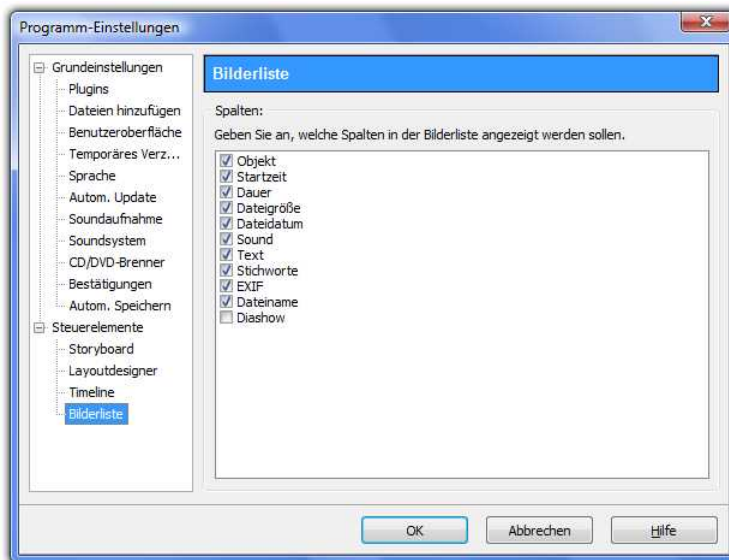 Programm-Einstellungen
Grundeinstellungen
Plugins
Dateien hinzufügen
Benutzeroberfläche
Temporäres Verz...
Sprache
Autom. Update
Soundaufnahme
Soundsystem
CD/DVD-Brenner
Bestätigungen
Autom. Speichern
Steuerelemente
Storyboard
Layoutdesigner
Timeline
Bilderliste
Bilderliste
Spalten:
Geben Sie an, welche Spalten in der Bilderliste angezeigt werden sollen.
Objekt
Startzeit
Dauer
Dateigröße
Dateidatum
Sound
Text
Stichworte
EXIF
Dateiname
Diashow
OK
Abbrechen
Hilfe